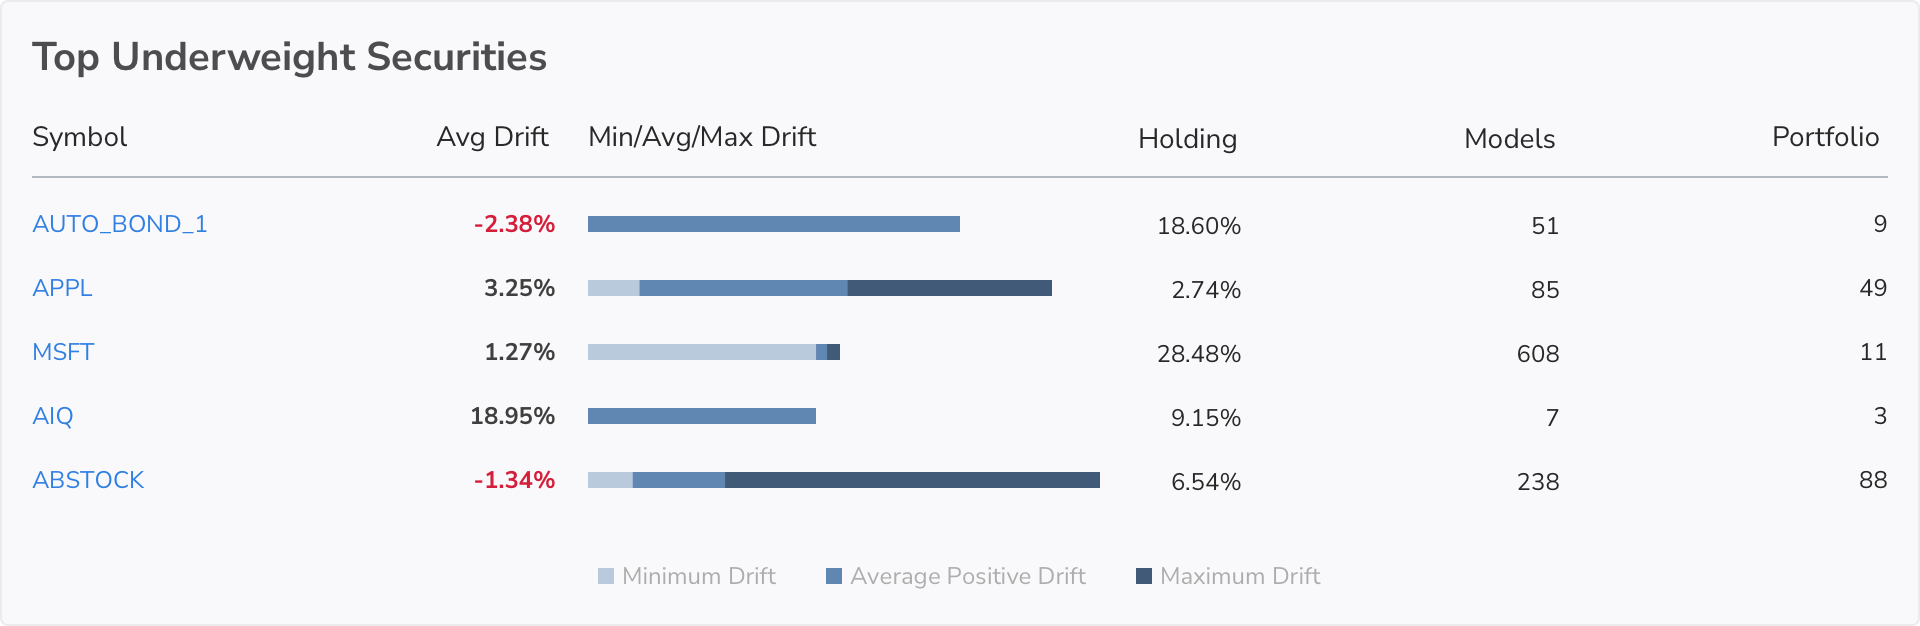 Top Underweight Securities
Symbol Avg Drift Min/Avg/Max Drift Holding Models Portfolio
AUTO_BOND_1 -2.38% 18.60% 51 9
APPL 3.25% 2.74% 85 49
MSFT 1.27% 28.48% 608 11
AIQ 18.95% 9.15% 7 3
ABSTOCK -1.34% 6.54% 238 88
Minimum Drift Average Positive Drift Maximum Drift